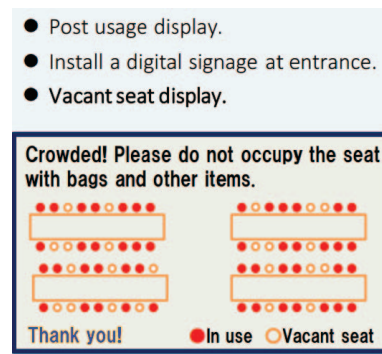 ● Post usage display.
● Install a digital signage at entrance.
● Vacant seat display.
Crowded! Please do not occupy the seat
with bags and other items.
Thank you!
●In use ○Vacant seat